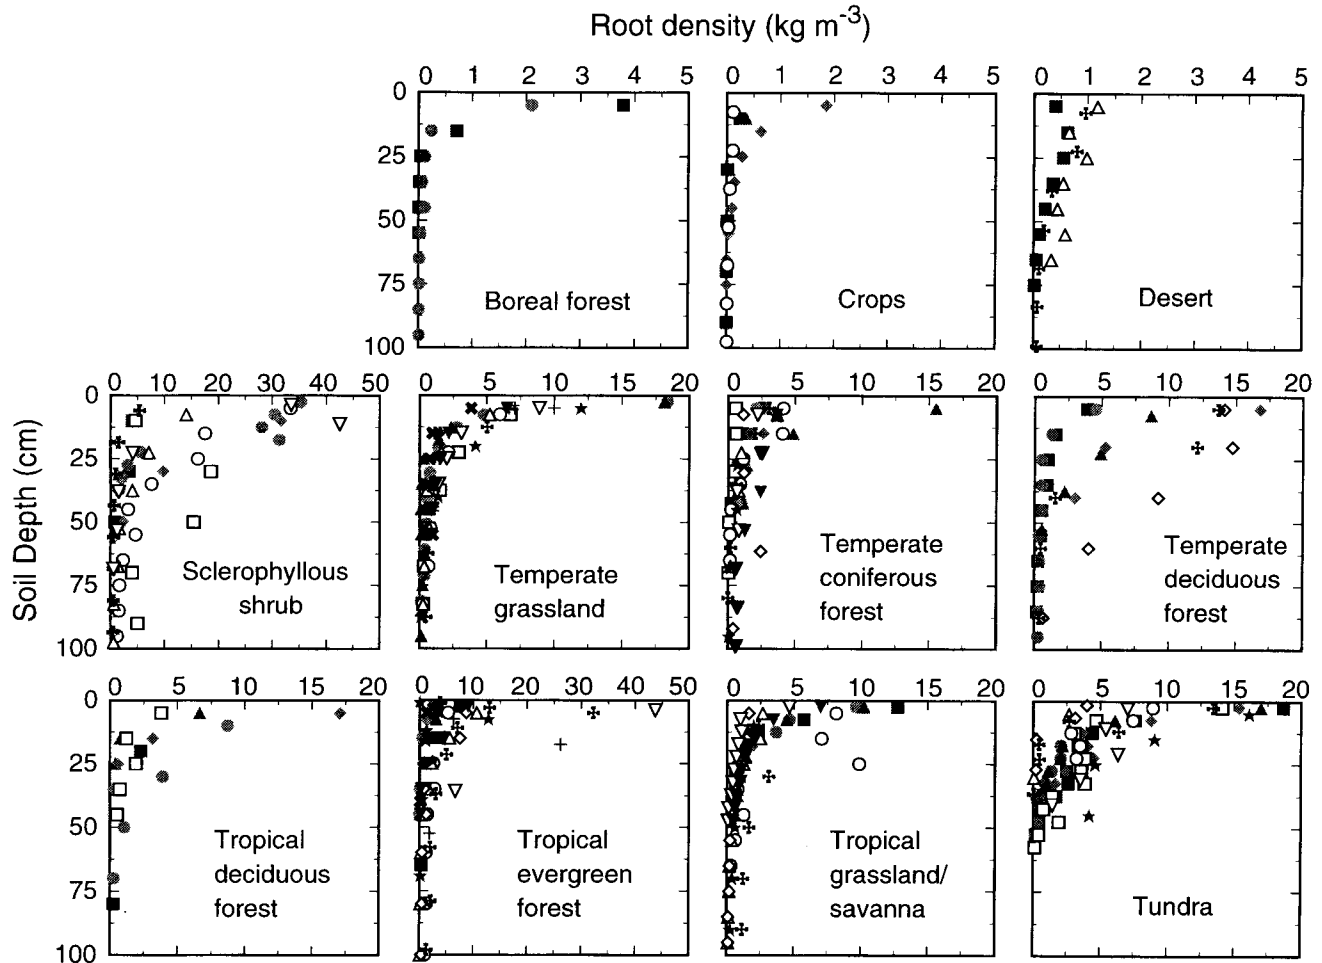 Root density (kg m-3)
0 1 2 3 4 5
0 1 2 3 4 5
0 1 2 3 4 5
0
25
50
75
100
Boreal forest
Crops
Desert
Soil Depth (cm)
0 10 20 30 40 50
0 5 10 15 20
0 5 10 15 20
0 5 10 15 20
0
25
50
75
100
Sclerophyllous
shrub
Temperate
grassland
Temperate
coniferous
forest
Temperate
deciduous
forest
0 5 10 15 20
0 10 20 30 40 50
0 5 10 15 20
0 5 10 15 20
0
25
50
75
100
Tropical
deciduous
forest
Tropical
evergreen
forest
Tropical
grassland/
savanna
Tundra